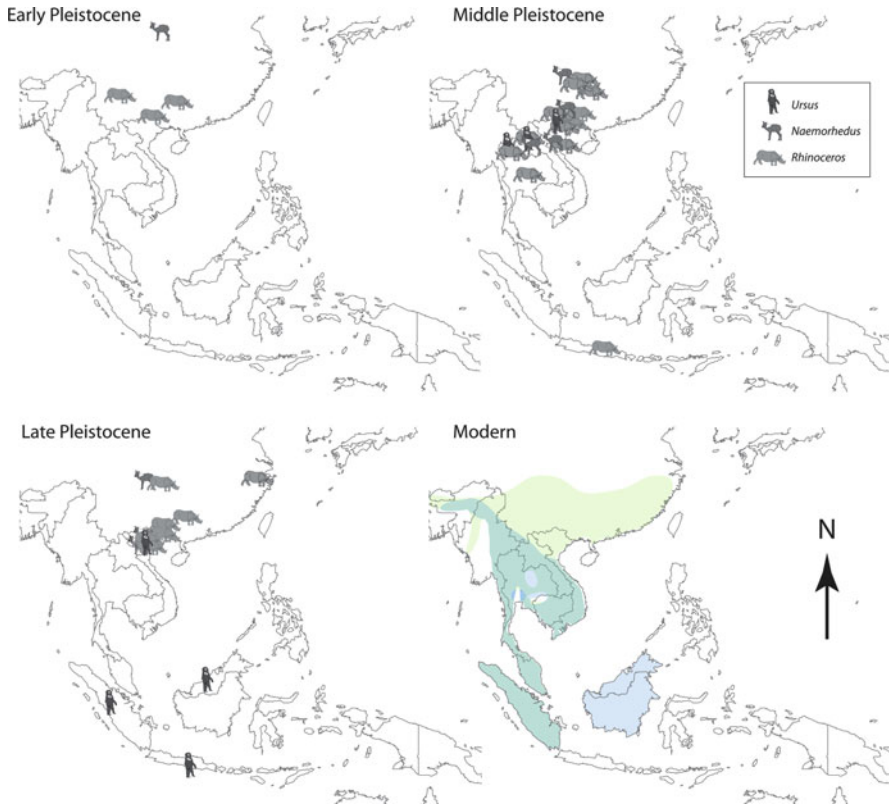 Early Pleistocene
Middle Pleistocene
Ursus
Naemorhedus
Rhinoceros
Late Pleistocene
Modern
N